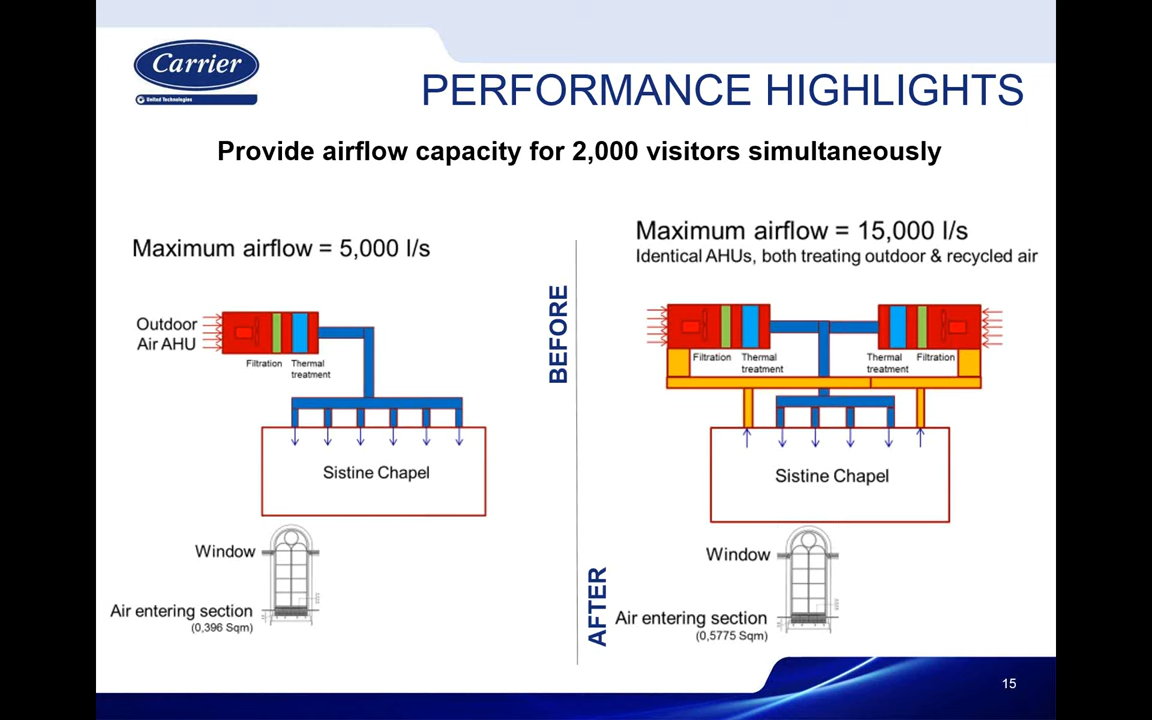 Carrier
United Technologies
PERFORMANCE HIGHLIGHTS
Provide airflow capacity for 2,000 visitors simultaneously
Maximum airflow = 5,000 l/s
Outdoor
Air AHU
Filtration
Thermal
treatment
Sistine Chapel
Window
Air entering section
(0,396 Sqm)
BEFORE
AFTER
Maximum airflow = 15,000 l/s
Identical AHUs, both treating outdoor & recycled air
Filtration
Thermal
treatment
Thermal
treatment
Filtration
Sistine Chapel
Window
Air entering section
(0,5775 Sqm)
15